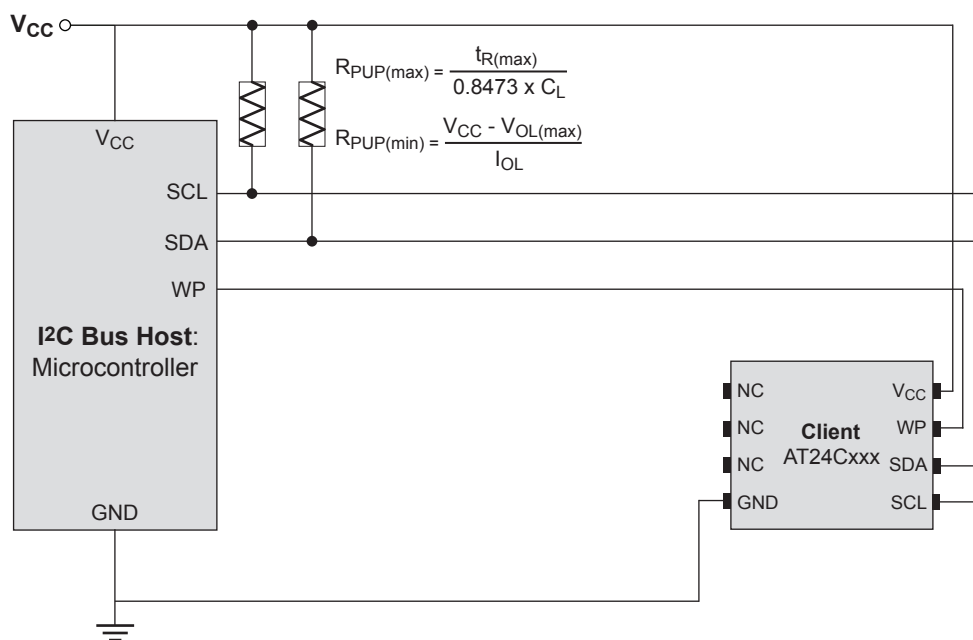 VCC
RPUP(max) = tR(max)
0.8473 x CL
RPUP(min) = VCC - VOL(max)
IOL
VCC
SCL
SDA
WP
I2C Bus Host:
Microcontroller
GND
NC
NC
NC
GND
Client
AT24Cxxx
VCC
WP
SDA
SCL